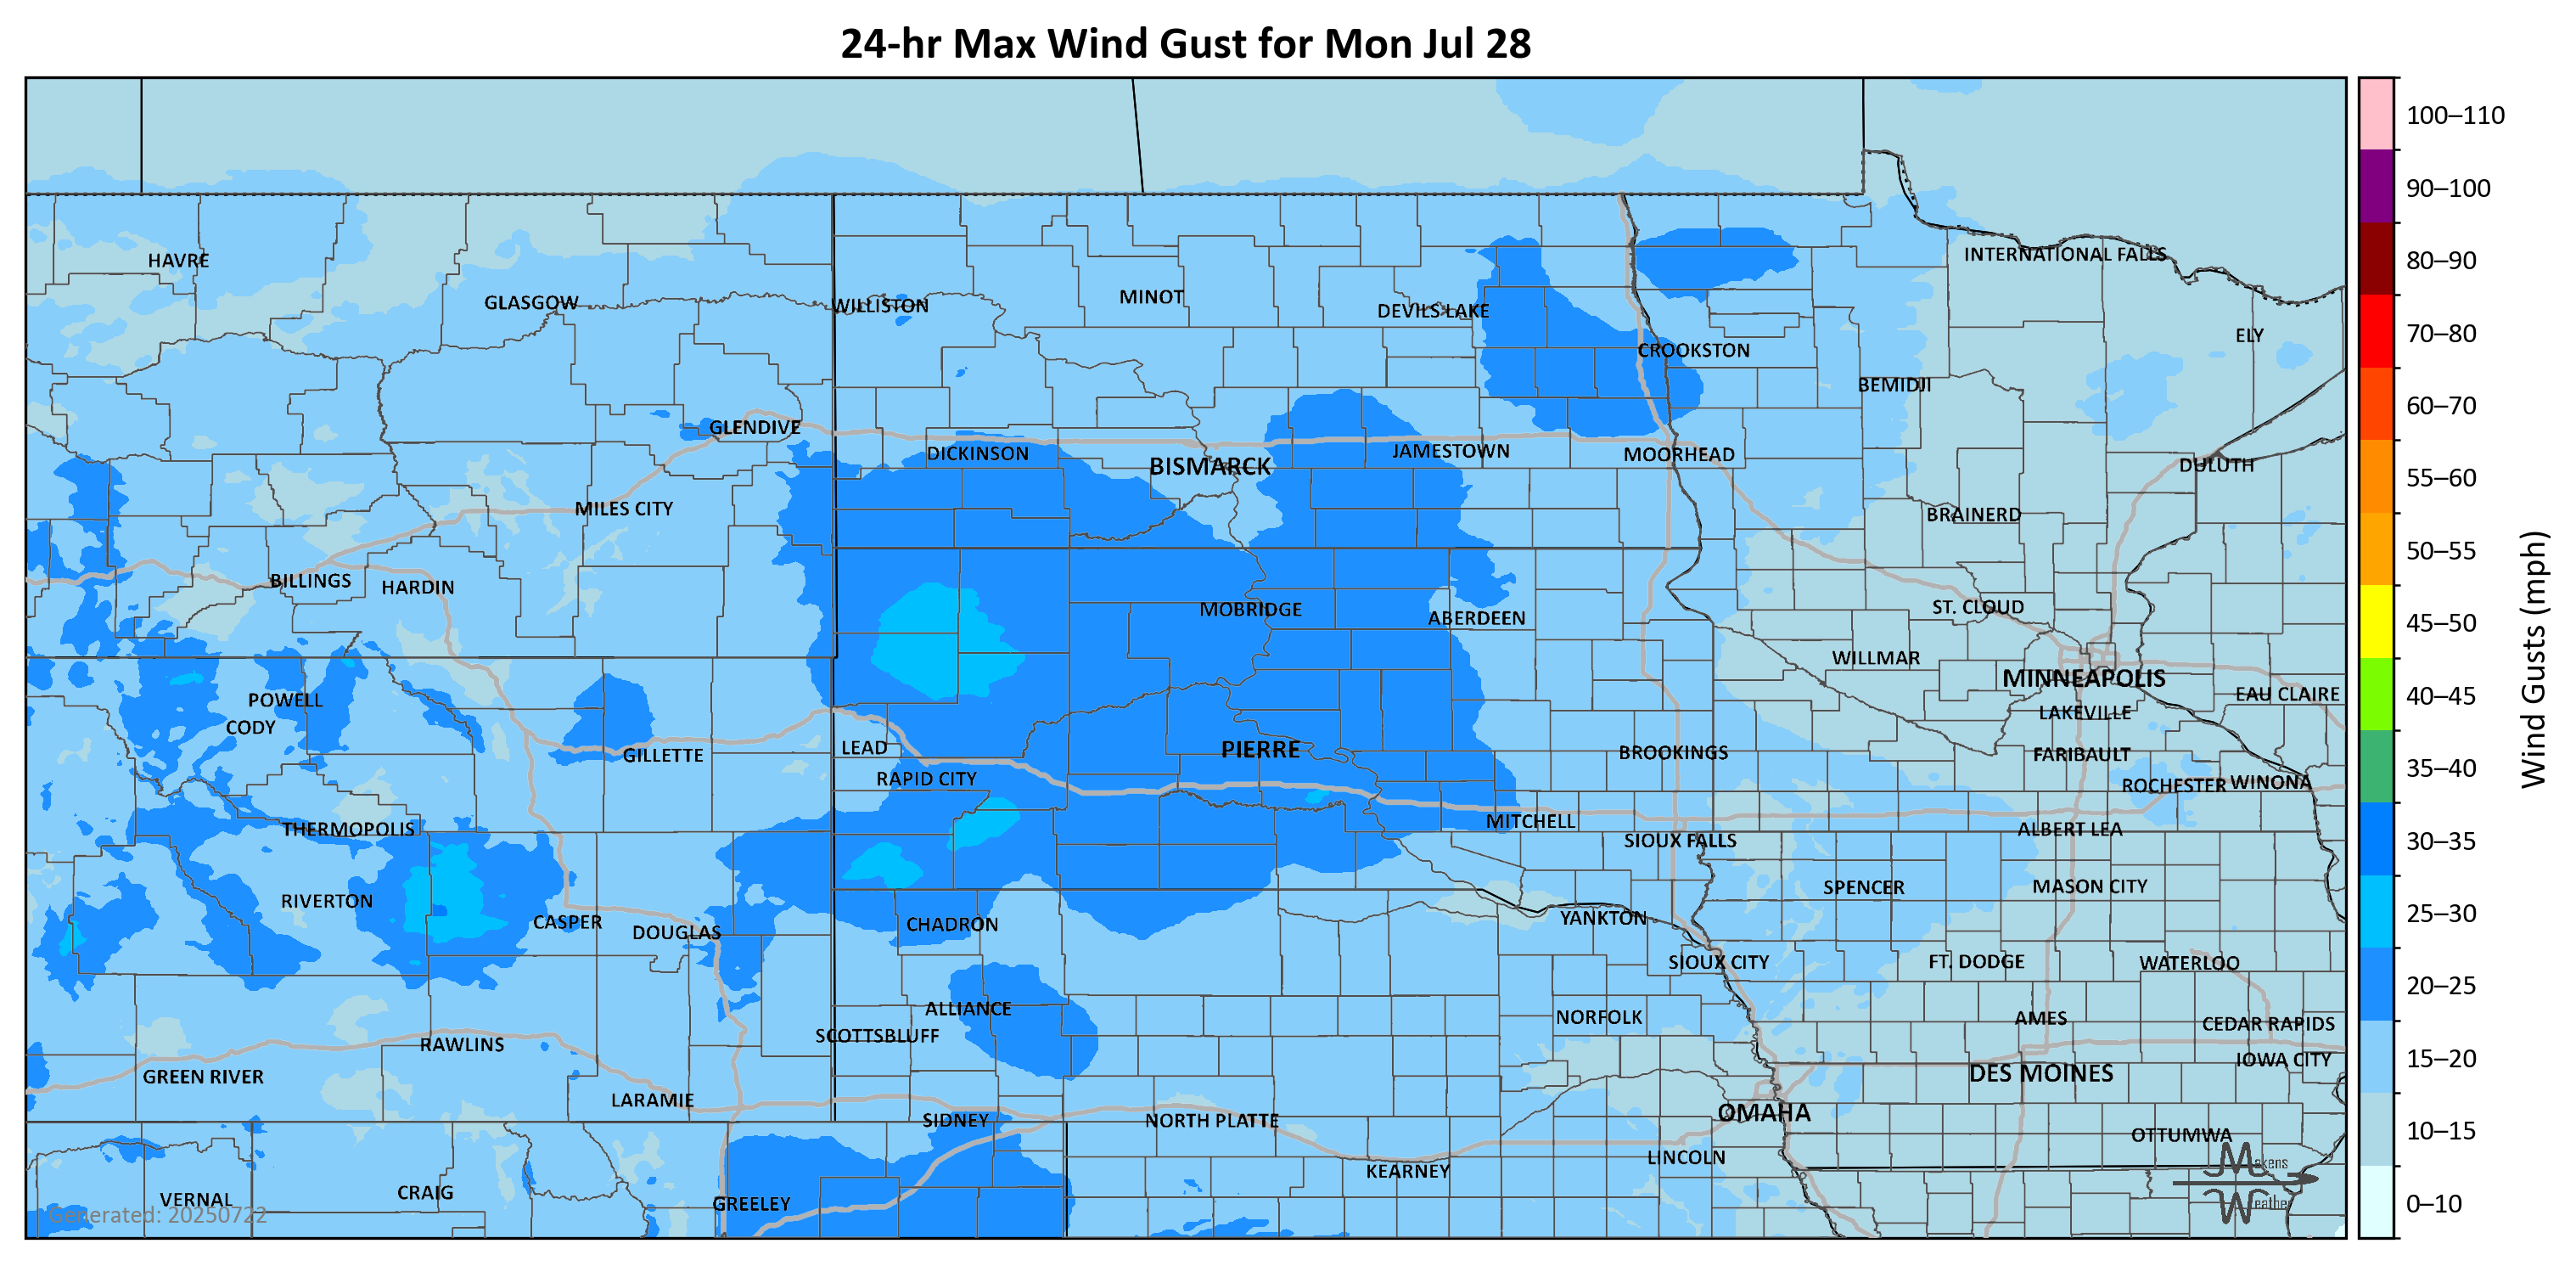 24-hr Max Wind Gust for Mon Jul 28
100–110
90–100
80–90
70–80
60–70
55–60
50–55
45–50
40–45
35–40
30–35
25–30
20–25
15–20
10–15
0–10
Wind Gusts (mph)
HAVRE
INTERNATIONAL FALLS
GLASGOW
WILLISTON
MINOT
DEVILS LAKE
ELY
CROOKSTON
BEMIDJI
GLENDIVE
DICKINSON
BISMARCK
JAMESTOWN
MOORHEAD
DULUTH
MILES CITY
BRAINERD
BILLINGS
HARDIN
MOBRIDGE
ABERDEEN
ST. CLOUD
WILLMAR
MINNEAPOLIS
EAU CLAIRE
POWELL
CODY
LAKEVILLE
GILLETTE
LEAD
PIERRE
BROOKINGS
FARIBAULT
RAPID CITY
ROCHESTER
WINONA
THERMOPOLIS
MITCHELL
ALBERT LEA
SIOUX FALLS
RIVERTON
SPENCER
MASON CITY
CASPER
DOUGLAS
CHADRON
YANKTON
SIOUX CITY
FT. DODGE
WATERLOO
ALLIANCE
SCOTTSBLUFF
NORFOLK
AMES
CEDAR RAPIDS
RAWLINS
GREEN RIVER
IOWA CITY
DES MOINES
LARAMIE
SIDNEY
NORTH PLATTE
OMAHA
OTTUMWA
KEARNEY
LINCOLN
VERNAL
CRAIG
GREELEY
Generated: 20250722
Makens
Weather